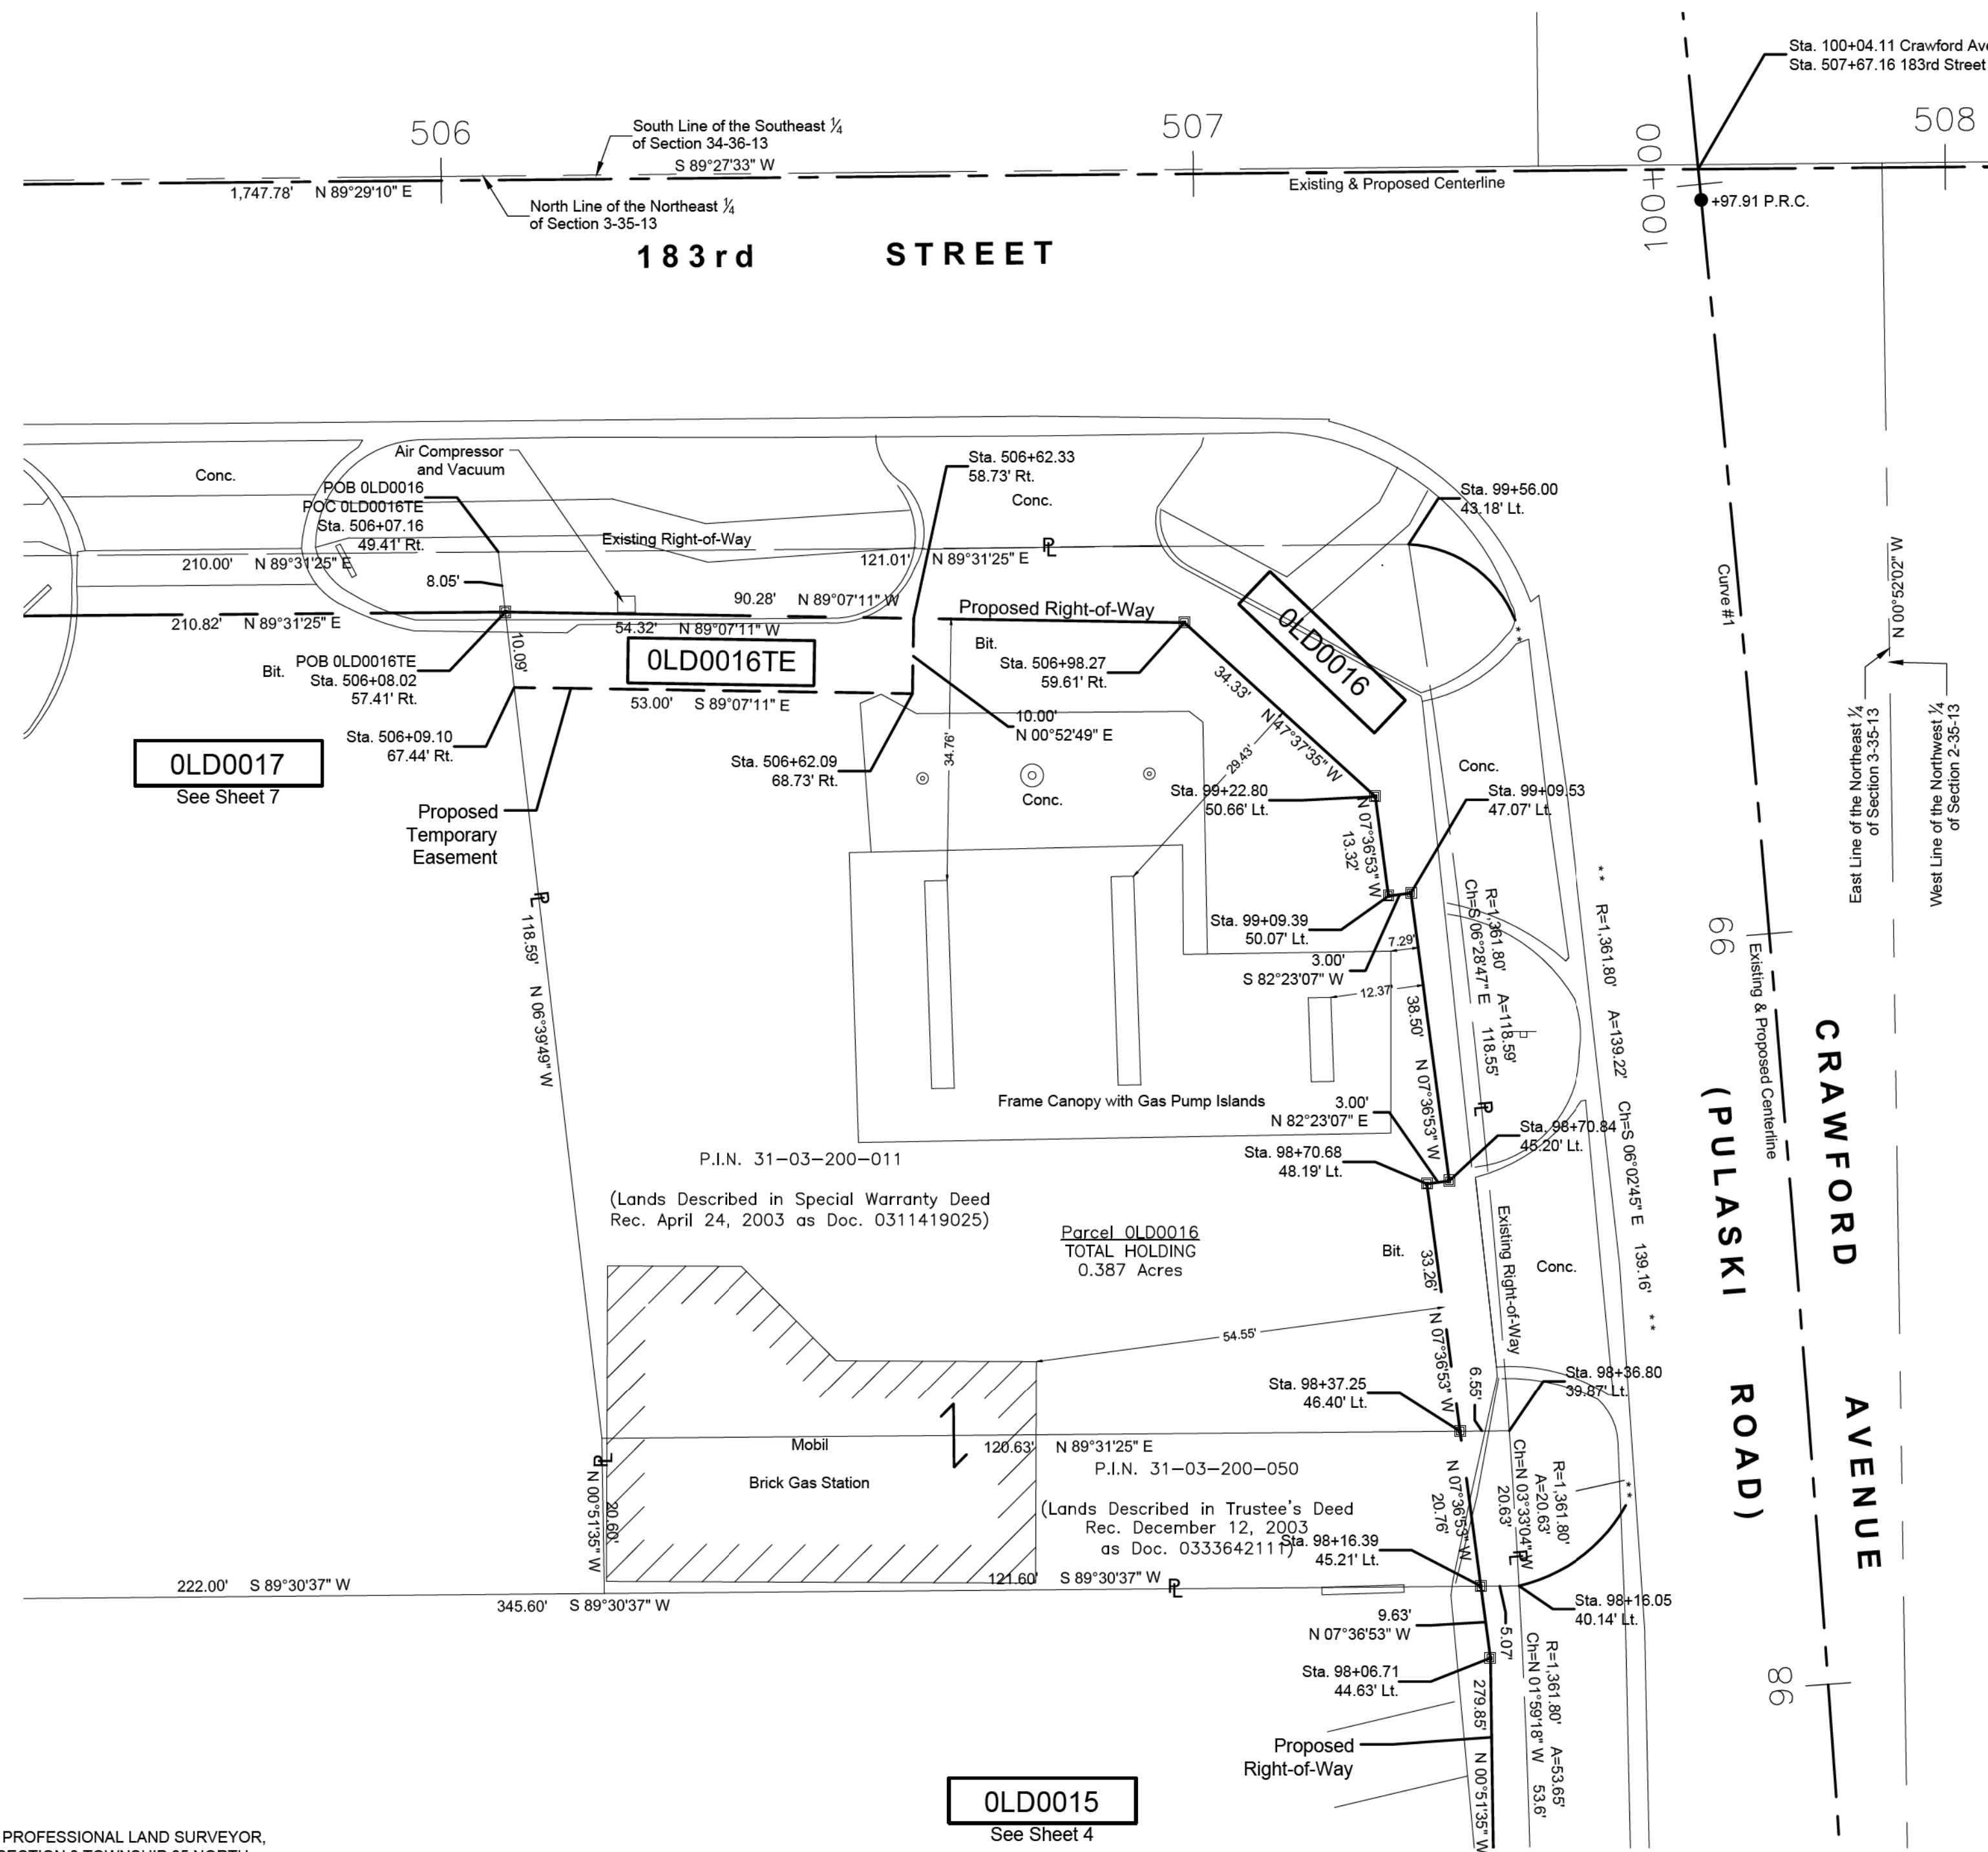 Sta. 100+04.11 Crawford Ave
Sta. 507+67.16 183rd Street
506
507
508
South Line of the Southeast ¼
of Section 34-36-13
S 89°27'33" W
1,747.78' N 89°29'10" E
North Line of the Northeast ¼
of Section 3-35-13
Existing & Proposed Centerline
100+00
+97.91 P.R.C.
183rd STREET
Conc.
Air Compressor
and Vacuum
POB 0LD0016
POC 0LD0016TE
Sta. 506+07.16
49.41' Rt.
Sta. 506+62.33
58.73' Rt.
Conc.
Sta. 99+56.00
43.18' Lt.
Existing Right-of-Way
210.00' N 89°31'25" E
121.01' N 89°31'25" E
PL
8.05'
90.28' N 89°07'11" W
Proposed Right-of-Way
0LD0016
**
210.82' N 89°31'25" E
54.32' N 89°07'11" W
10.09'
Bit.
POB 0LD0016TE
Sta. 506+08.02
57.41' Rt.
0LD0016TE
Bit.
Sta. 506+98.27
59.61' Rt.
34.33' N 47°37'35" W
53.00' S 89°07'11" E
10.00'
N 00°52'49" E
34.76'
29.43'
Sta. 506+09.10
67.44' Rt.
Sta. 506+62.09
68.73' Rt.
0LD0017
See Sheet 7
Proposed
Temporary
Easement
Conc.
Conc.
Sta. 99+22.80
50.66' Lt.
Sta. 99+09.53
47.07' Lt.
N 07°36'53" W
13.32'
Curve #1
N 00°52'02" W
East Line of the Northeast ¼
of Section 3-35-13
West Line of the Northwest ¼
of Section 2-35-13
PL
118.59' N 06°39'49" W
Sta. 99+09.39
50.07' Lt.
7.29'
3.00'
S 82°23'07" W
12.37'
38.50' N 07°36'53" W
R=1,361.80' A=118.59'
Ch=S 06°28'47" E 118.55'
PL
** R=1,361.80' A=139.22' Ch=S 06°02'45" E 139.16' **
99
Existing & Proposed Centerline
CRAWFORD AVENUE
(PULASKI ROAD)
Frame Canopy with Gas Pump Islands
3.00'
N 82°23'07" E
Sta. 98+70.84
45.20' Lt.
Sta. 98+70.68
48.19' Lt.
P.I.N. 31-03-200-011
(Lands Described in Special Warranty Deed
Rec. April 24, 2003 as Doc. 0311419025)
Parcel 0LD0016
TOTAL HOLDING
0.387 Acres
Bit.
33.26' N 07°36'53" W
Existing Right-of-Way
Conc.
54.55'
Sta. 98+37.25
46.40' Lt.
6.55'
Sta. 98+36.80
39.87' Lt.
PL
Mobil
Brick Gas Station
120.63' N 89°31'25" E
P.I.N. 31-03-200-050
(Lands Described in Trustee's Deed
Rec. December 12, 2003
as Doc. 0333642111)
N 00°51'35" W
20.60'
N 07°36'53" W
20.76'
R=1,361.80'
A=20.63'
Ch=N 03°33'04" W
20.63'
PL
**
Sta. 98+16.39
45.21' Lt.
222.00' S 89°30'37" W
121.60' S 89°30'37" W
PL
345.60' S 89°30'37" W
Sta. 98+16.05
40.14' Lt.
9.63'
N 07°36'53" W
5.07'
Sta. 98+06.71
44.63' Lt.
279.85' N 00°51'35" W
R=1,361.80' A=53.65'
Ch=N 01°59'18" W 53.6'
98
Proposed
Right-of-Way
0LD0015
See Sheet 4
PROFESSIONAL LAND SURVEYOR,